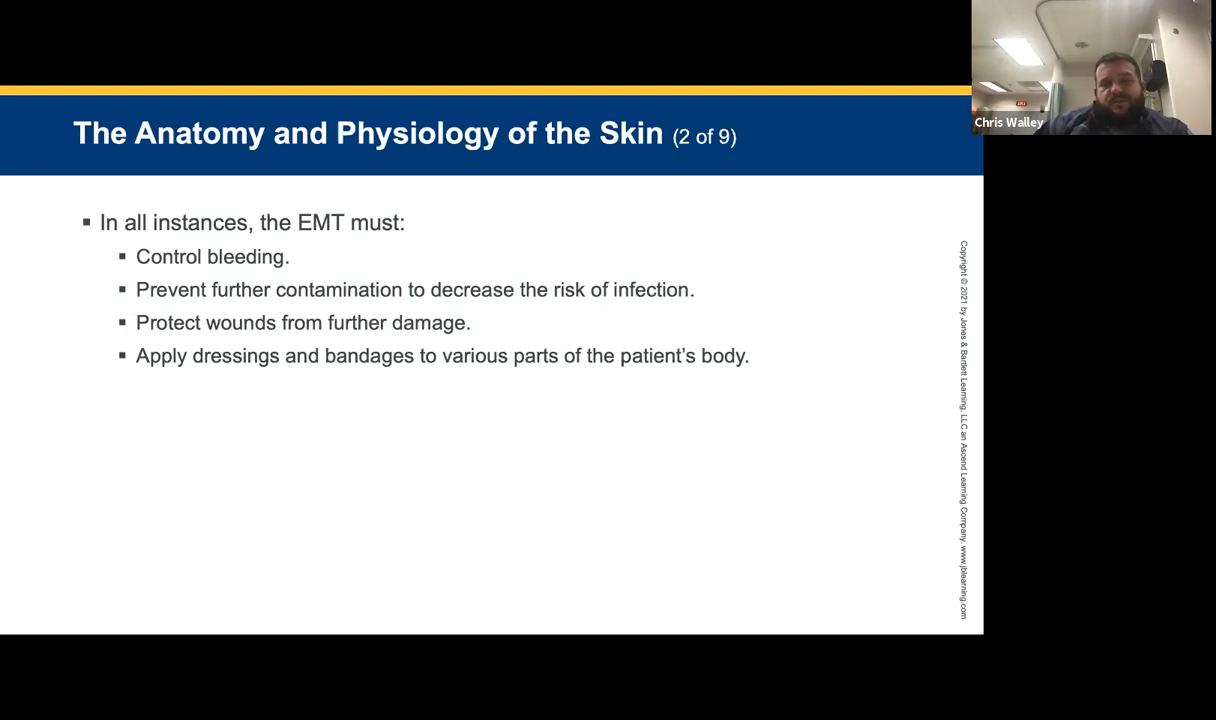 The Anatomy and Physiology of the Skin (2 of 9)
Chris Walley
▪ In all instances, the EMT must:
▪ Control bleeding.
▪ Prevent further contamination to decrease the risk of infection.
▪ Protect wounds from further damage.
▪ Apply dressings and bandages to various parts of the patient's body.
Copyright © 2021 by Jones & Bartlett Learning, LLC an Ascend Learning Company. www.jblearning.com